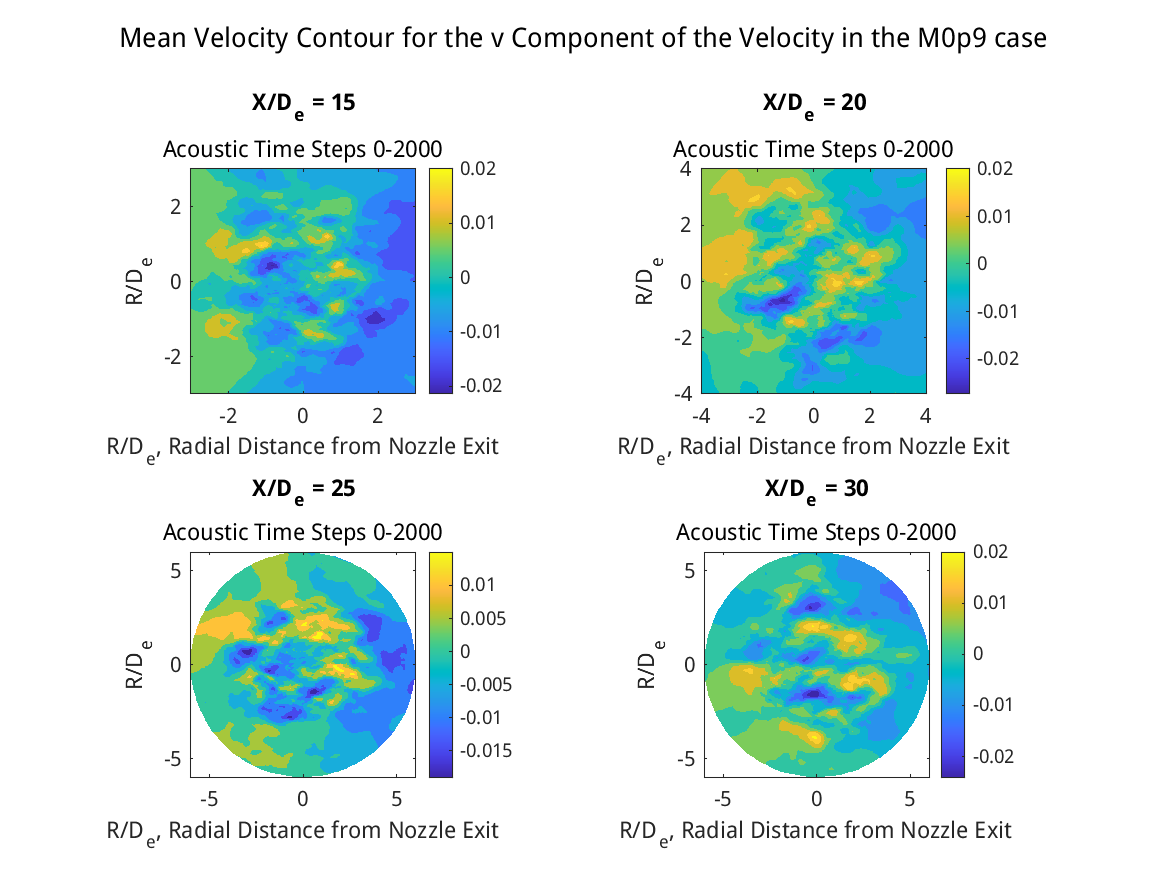 Mean Velocity Contour for the v Component of the Velocity in the M0p9 case
X/De = 15
Acoustic Time Steps 0-2000
2
0
-2
R/De
-2 0 2
R/De, Radial Distance from Nozzle Exit
0.02
0.01
0
-0.01
-0.02
X/De = 20
Acoustic Time Steps 0-2000
4
2
0
-2
-4
R/De
-4 -2 0 2 4
R/De, Radial Distance from Nozzle Exit
0.02
0.01
0
-0.01
-0.02
X/De = 25
Acoustic Time Steps 0-2000
5
0
-5
R/De
-5 0 5
R/De, Radial Distance from Nozzle Exit
0.01
0.005
0
-0.005
-0.01
-0.015
X/De = 30
Acoustic Time Steps 0-2000
5
0
-5
R/De
-5 0 5
R/De, Radial Distance from Nozzle Exit
0.02
0.01
0
-0.01
-0.02